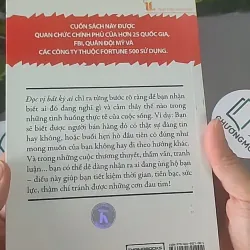 CUỐN SÁCH NÀY ĐƯỢC
QUAN CHỨC CHÍNH PHỦ CỦA HƠN 25 QUỐC GIA,
FBI, QUÂN ĐỘI MỸ VÀ
CÁC CÔNG TY THUỘC FORTUNE 500 SỬ DỤNG.
Đọc vị bất kỳ ai chỉ ra từng bước rõ ràng để bạn nhận
biết ai đó đang nghĩ gì và cảm thấy thế nào trong
những tình huống thực tế của cuộc sống. Ví dụ: Bạn
sẽ biết được người bán hàng đó có thật sự đáng tin
hay không, hoặc buổi hẹn hò đầu tiên có đúng như
mong muốn của bạn không hay đi theo hướng khác.
Và trong những cuộc thương thuyết, thẩm vấn, tranh
luận... bạn có thể dễ dàng nhận ra ai đang ủng hộ bạn
– điều này giúp bạn tiết kiệm thời gian, tiền bạc, sức
lực, thậm chí tránh được những cơn đau tim!